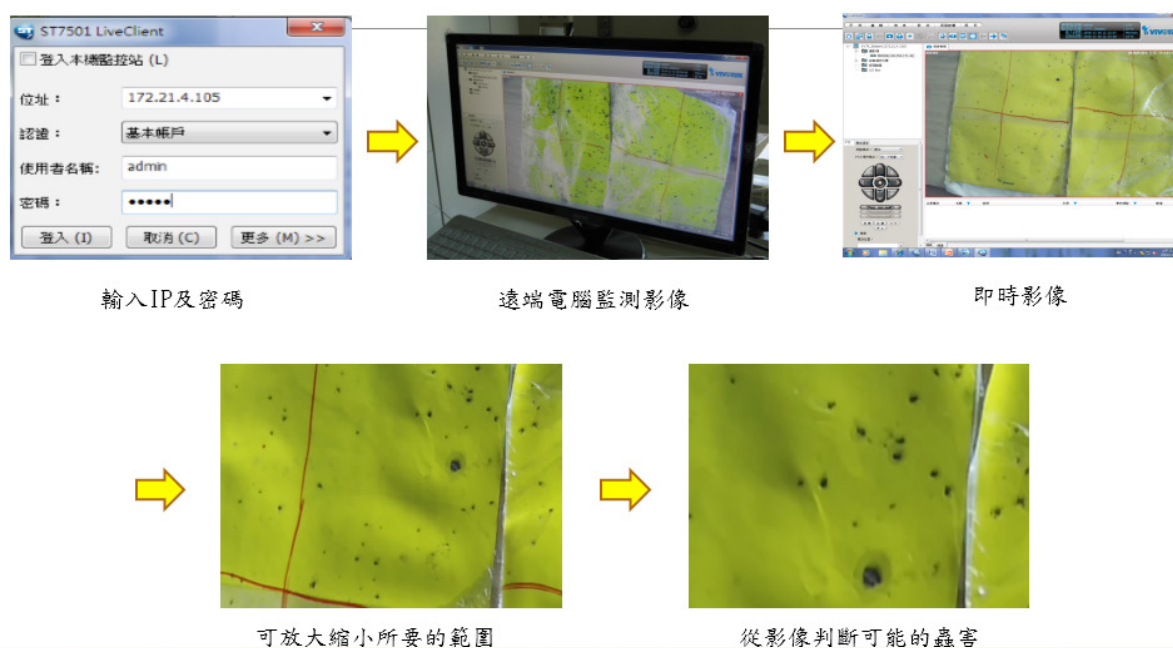 ST7501 LiveClient
登入本機監控站 (L)
位址：
172.21.4.105
認證：
基本帳戶
使用者名稱:
admin
密碼：
登入 (I)
取消 (C)
更多 (M) >>
輸入IP及密碼
遠端電腦監測影像
即時影像
可放大縮小所要的範圍
從影像判斷可能的蟲害